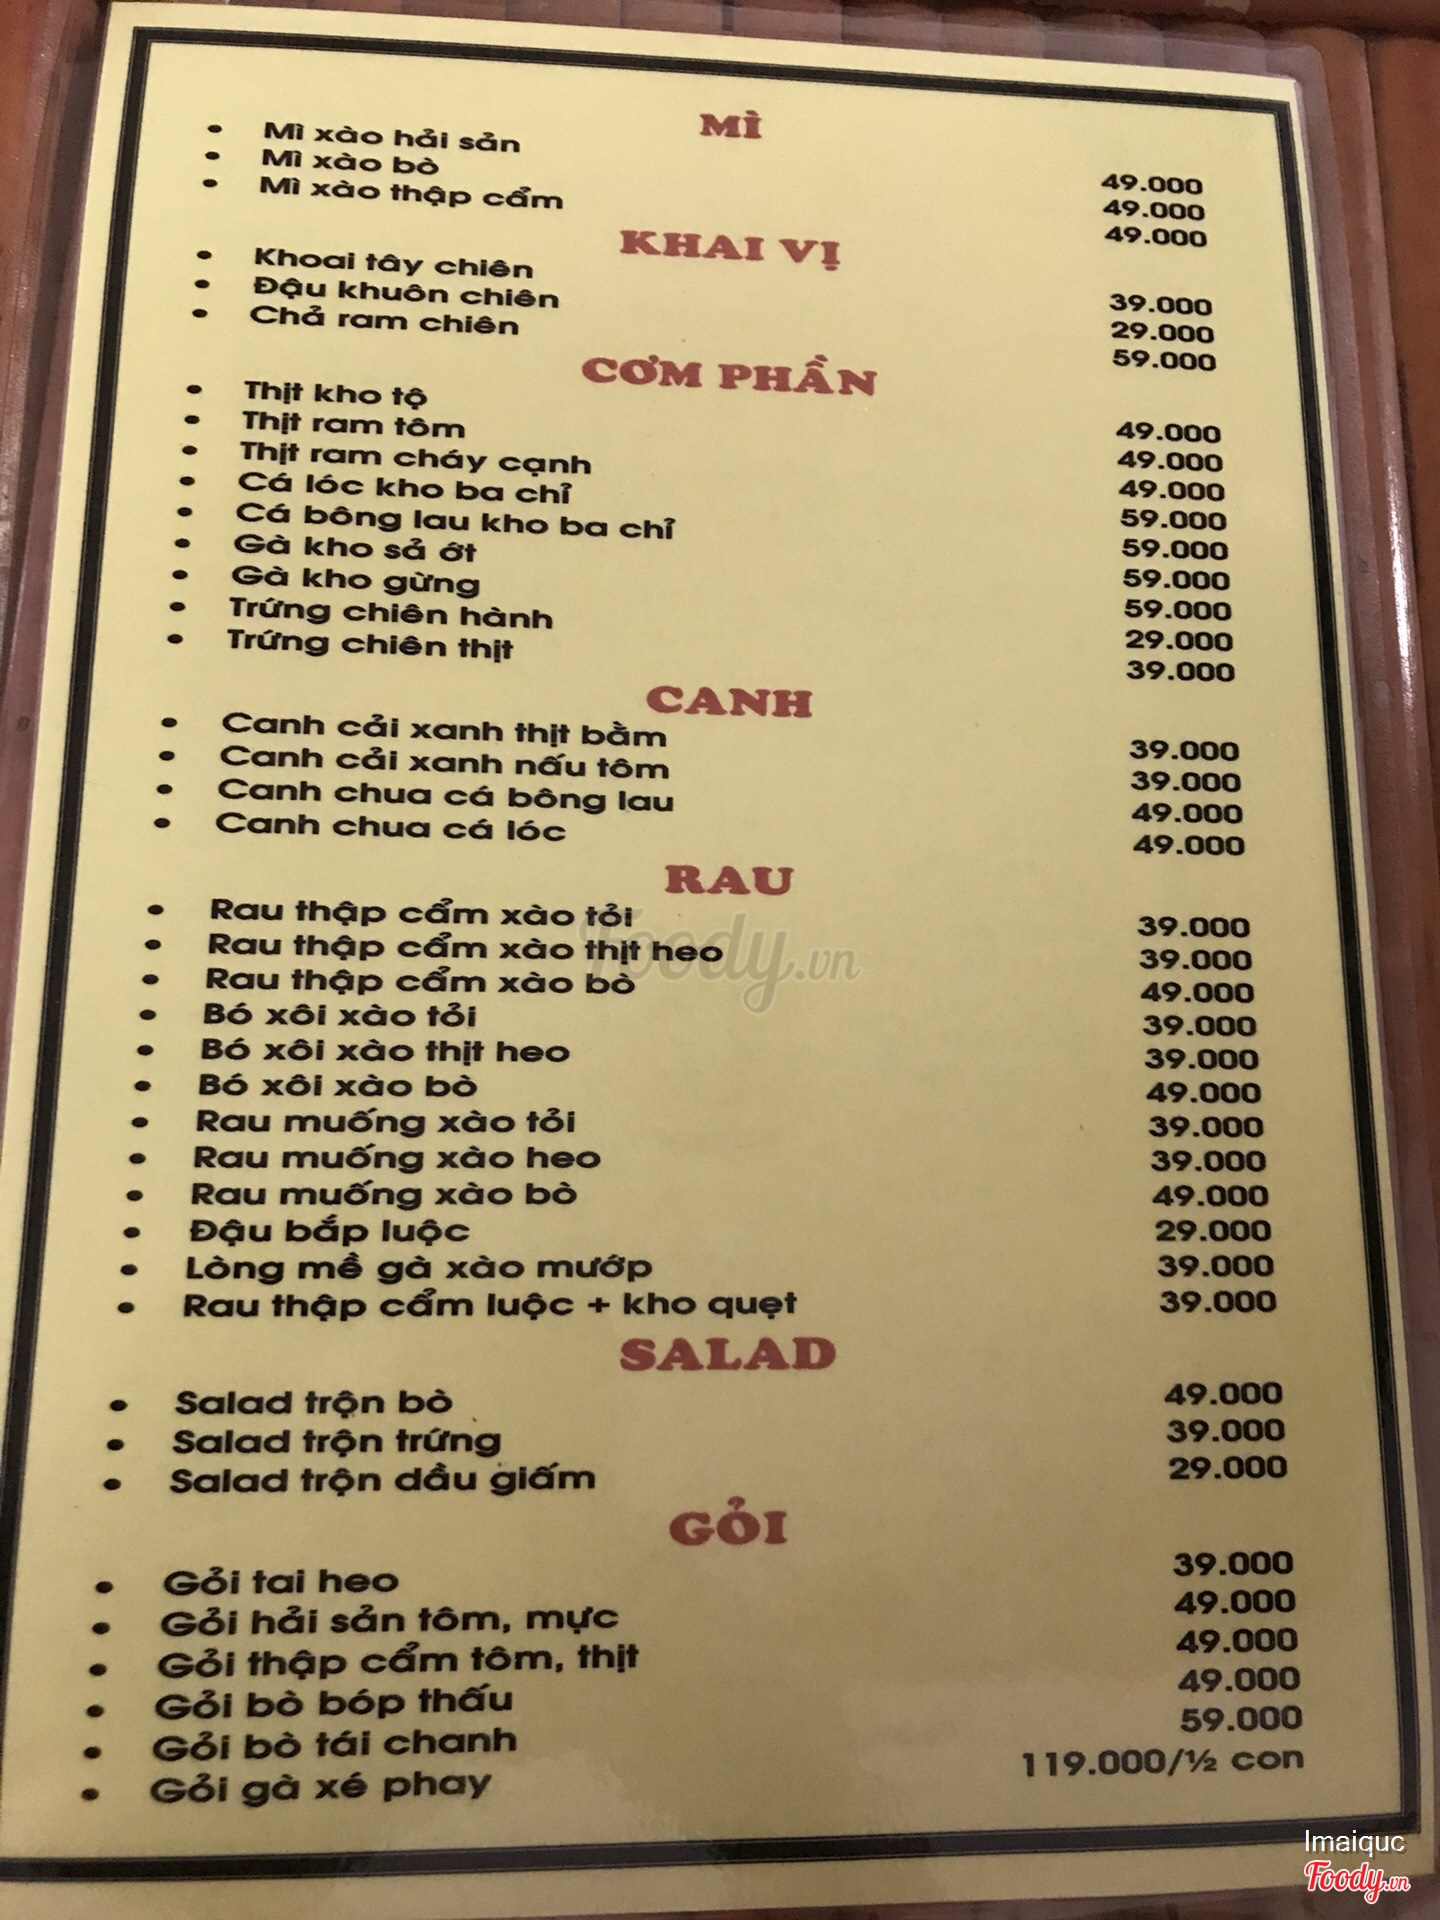 MÌ
• Mì xào hải sản 49.000
• Mì xào bò 49.000
• Mì xào thập cẩm 49.000
KHAI VỊ
• Khoai tây chiên 39.000
• Đậu khuôn chiên 29.000
• Chả ram chiên 59.000
CƠM PHẦN
• Thịt kho tộ 49.000
• Thịt ram tôm 49.000
• Thịt ram cháy cạnh 49.000
• Cá lóc kho ba chỉ 59.000
• Cá bông lau kho ba chỉ 59.000
• Gà kho sả ớt 59.000
• Gà kho gừng 59.000
• Trứng chiên hành 29.000
• Trứng chiên thịt 39.000
CANH
• Canh cải xanh thịt bằm 39.000
• Canh cải xanh nấu tôm 39.000
• Canh chua cá bông lau 49.000
• Canh chua cá lóc 49.000
RAU
• Rau thập cẩm xào tỏi 39.000
• Rau thập cẩm xào thịt heo 39.000
• Rau thập cẩm xào bò 49.000
• Bó xôi xào tỏi 39.000
• Bó xôi xào thịt heo 39.000
• Bó xôi xào bò 49.000
• Rau muống xào tỏi 39.000
• Rau muống xào heo 39.000
• Rau muống xào bò 49.000
• Đậu bắp luộc 29.000
• Lòng mề gà xào mướp 39.000
• Rau thập cẩm luộc + kho quẹt 39.000
SALAD
• Salad trộn bò 49.000
• Salad trộn trứng 39.000
• Salad trộn dầu giấm 29.000
GỎI
• Gỏi tai heo 39.000
• Gỏi hải sản tôm, mực 49.000
• Gỏi thập cẩm tôm, thịt 49.000
• Gỏi bò bóp thấu 49.000
• Gỏi bò tái chanh 59.000
• Gỏi gà xé phay 119.000/½ con
Foody.vn
Imaiquc
Foody.vn